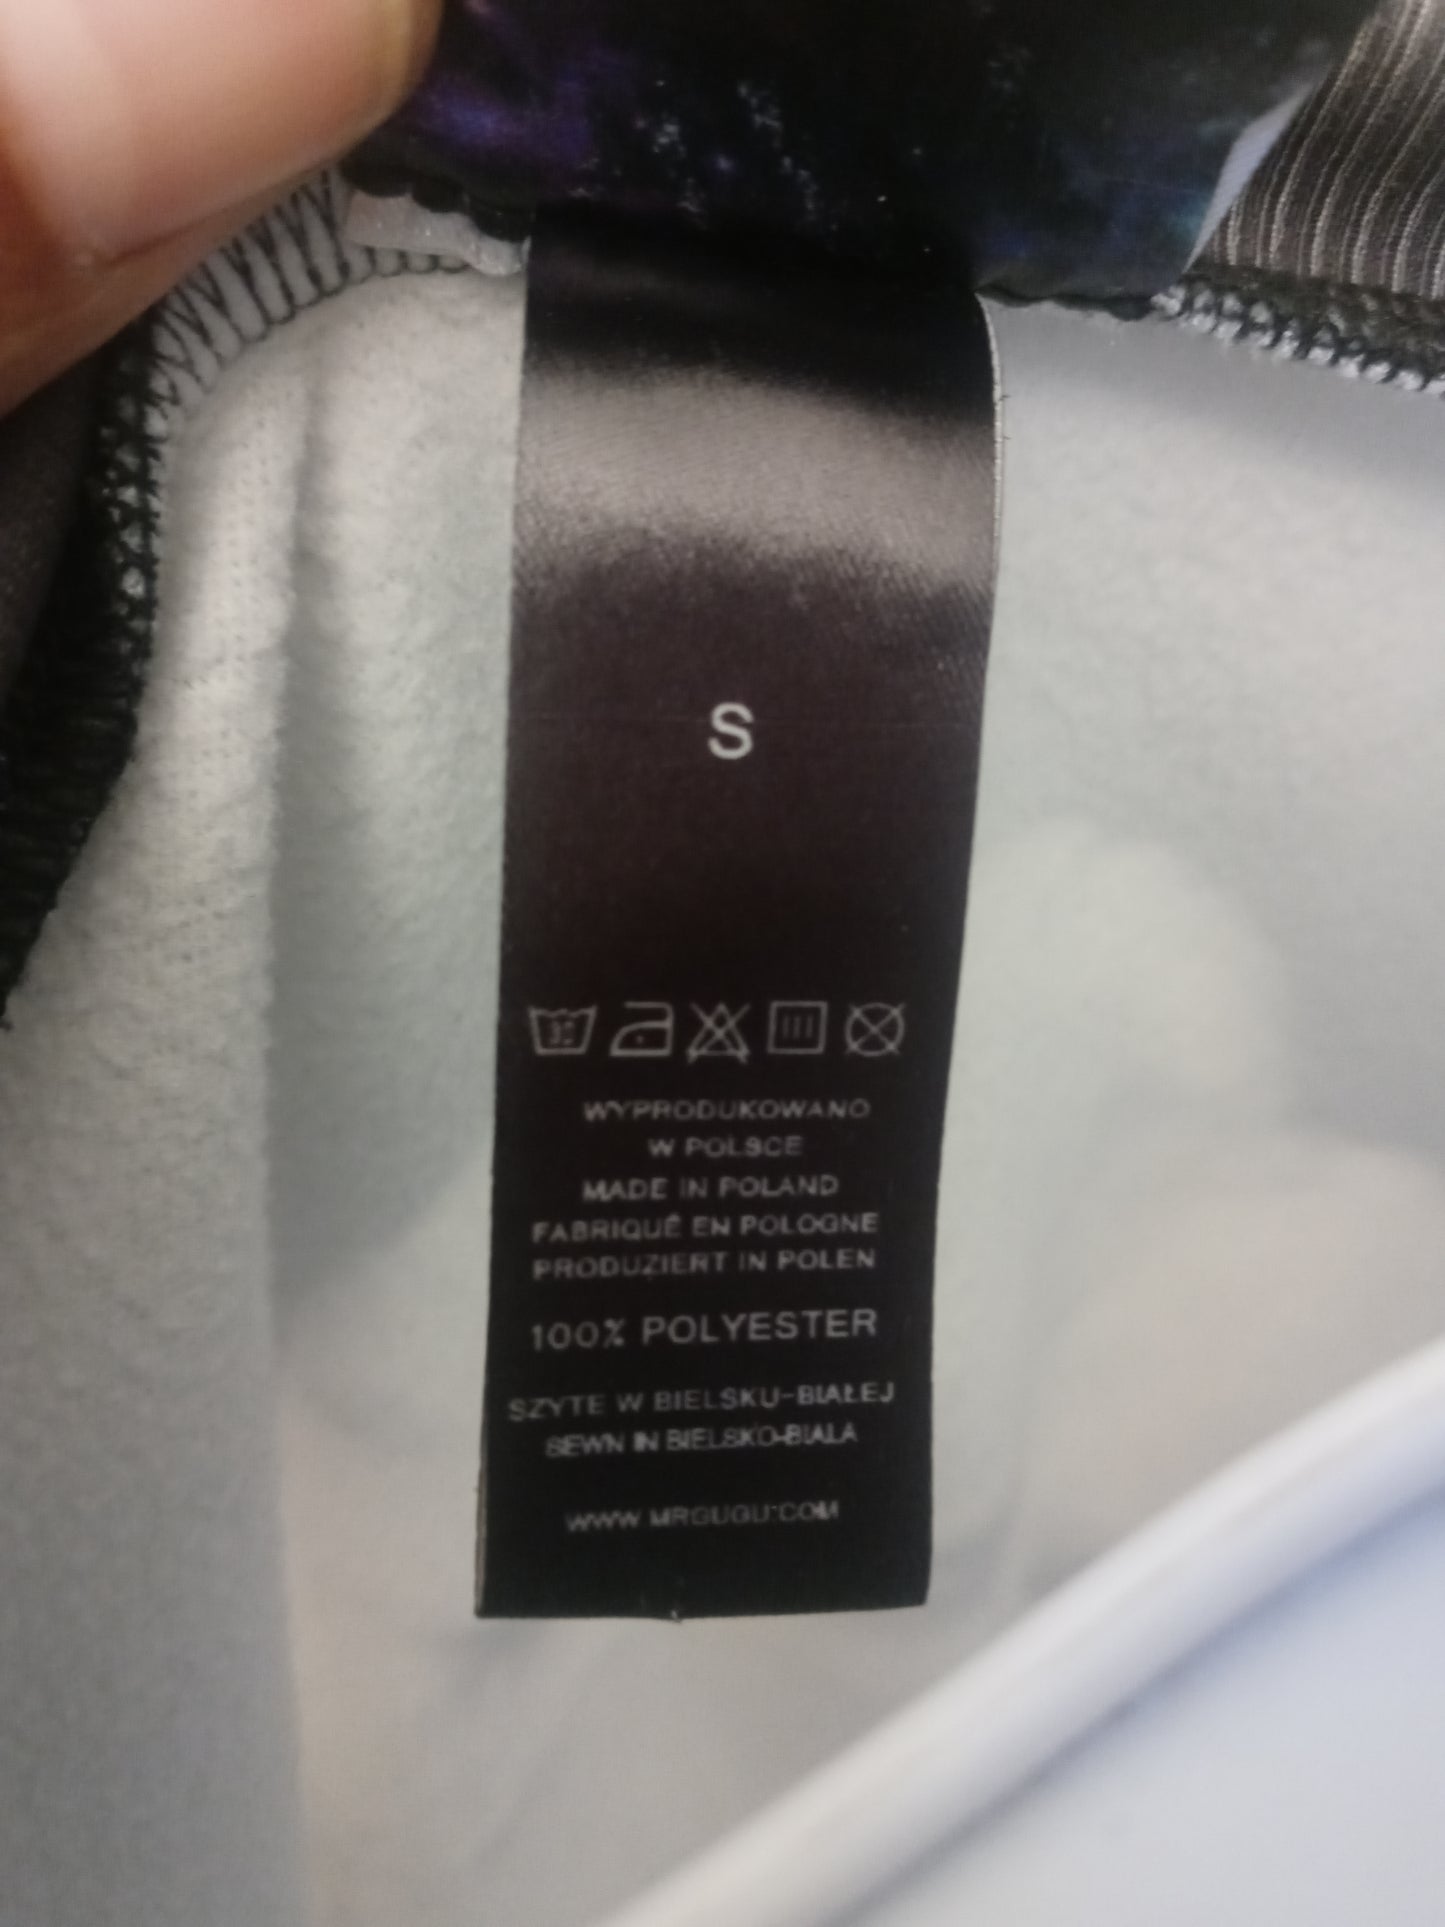 S
30
WYPRODUKOWANO
W POLSCE
MADE IN POLAND
FABRIQUÉ EN POLOGNE
PRODUZIERT IN POLEN
100% POLYESTER
SZYTE W BIELSKU-BIAŁEJ
SEWN IN BIELSKO-BIALA
WWW.MRGUGU.COM